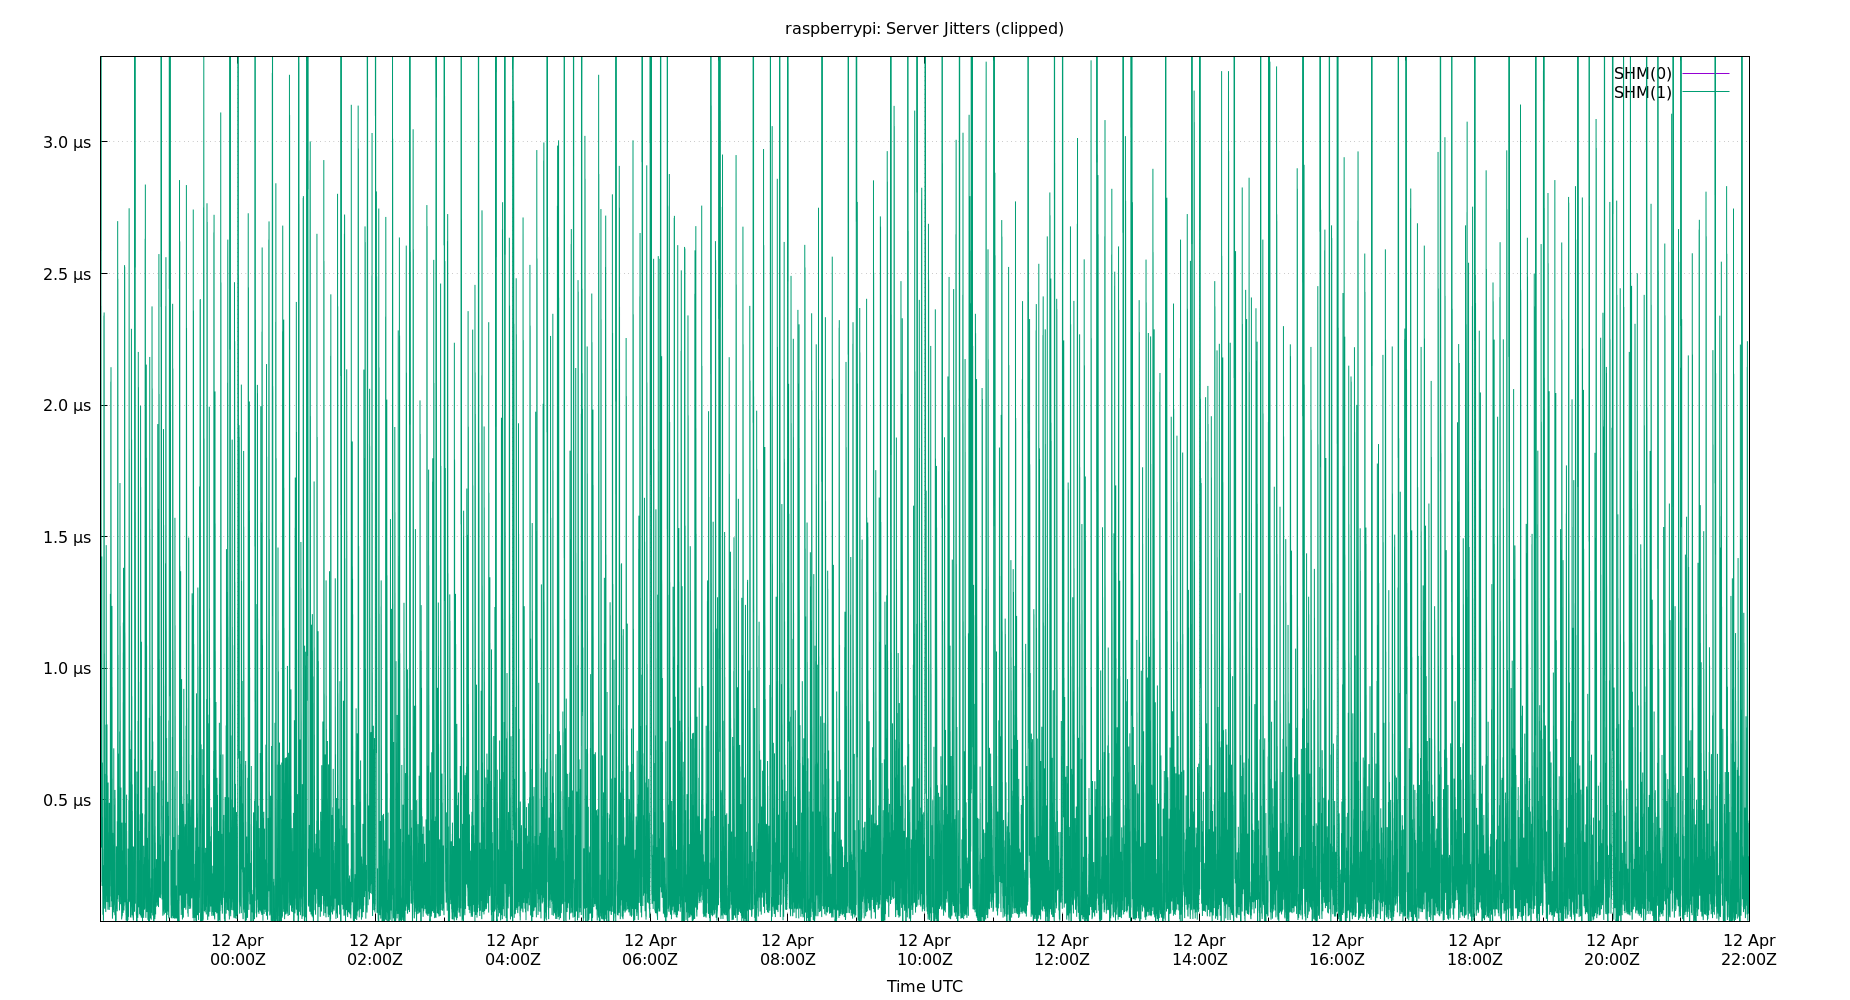 raspberrypi: Server Jitters (clipped)
SHM(0)
SHM(1)
3.0 µs
2.5 µs
2.0 µs
1.5 µs
1.0 µs
0.5 µs
12 Apr 12 Apr 12 Apr 12 Apr 12 Apr 12 Apr 12 Apr 12 Apr 12 Apr 12 Apr 12 Apr 12 Apr
00:00Z 02:00Z 04:00Z 06:00Z 08:00Z 10:00Z 12:00Z 14:00Z 16:00Z 18:00Z 20:00Z 22:00Z
Time UTC